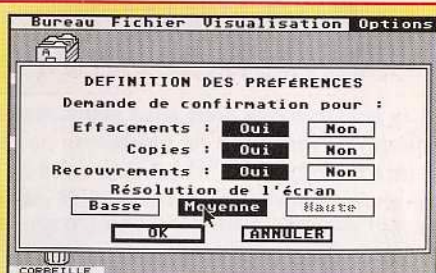 Bureau Fichier Visualisation Options
A
DEFINITION DES PRéFéRENCES
Demande de confirmation pour :
Effacements : Oui Non
Copies : Oui Non
Recouvrements : Oui Non
Résolution de l'écran
Basse Moyenne Haute
OK ANNULER
CORBEILLE